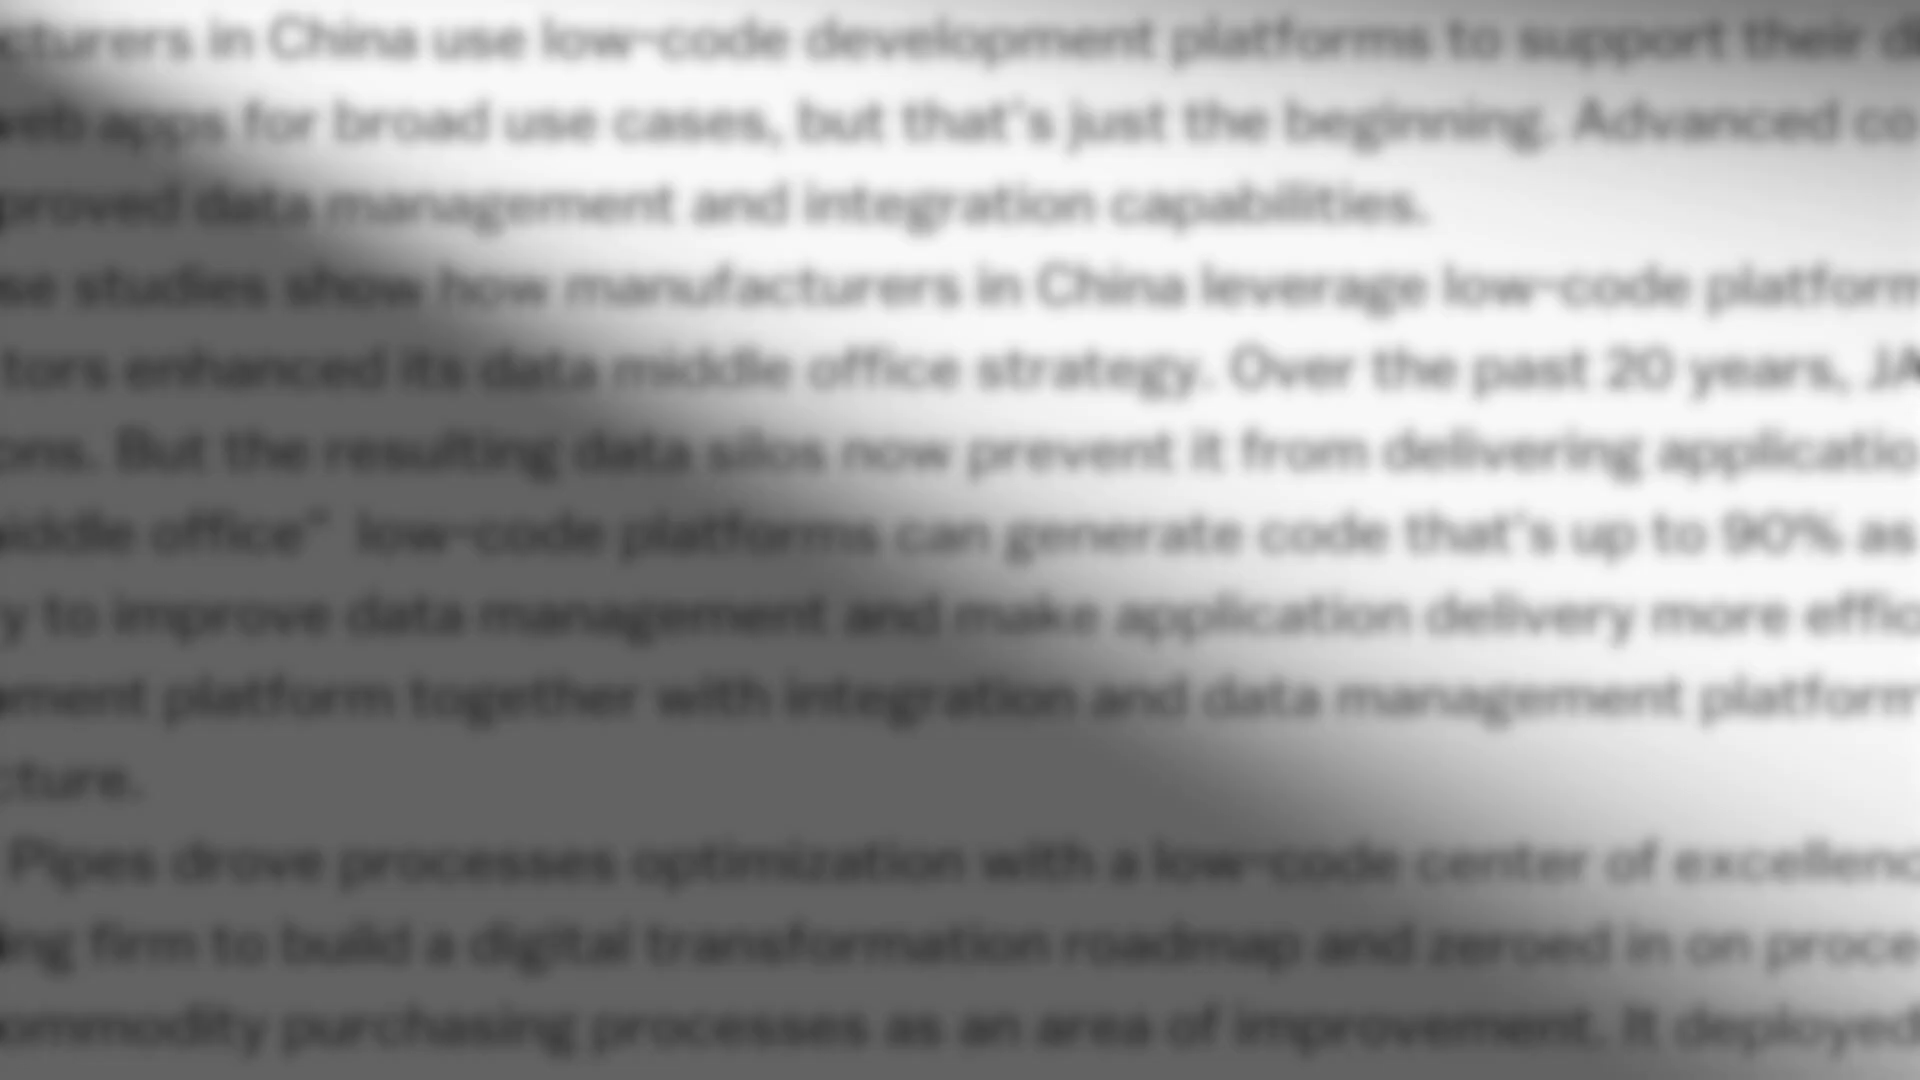 cturers in China use low-code development platforms to support their
web apps for broad use cases, but that's just the beginning. Advanced co
proved data management and integration capabilities.
se studies show how manufacturers in China leverage low-code platform
tors enhanced its data middle office strategy. Over the past 20 years, JA
ons. But the resulting data silos now prevent it from delivering applicatio
middle office" low-code platforms can generate code that's up to 90% as
y to improve data management and make application delivery more effic
ment platform together with integration and data management platform
cture.
Pipes drove processes optimization with a low-code center of excellenc
ing firm to build a digital transformation roadmap and zeroed in on proce
ommodity purchasing processes as an area of improvement. It deployed